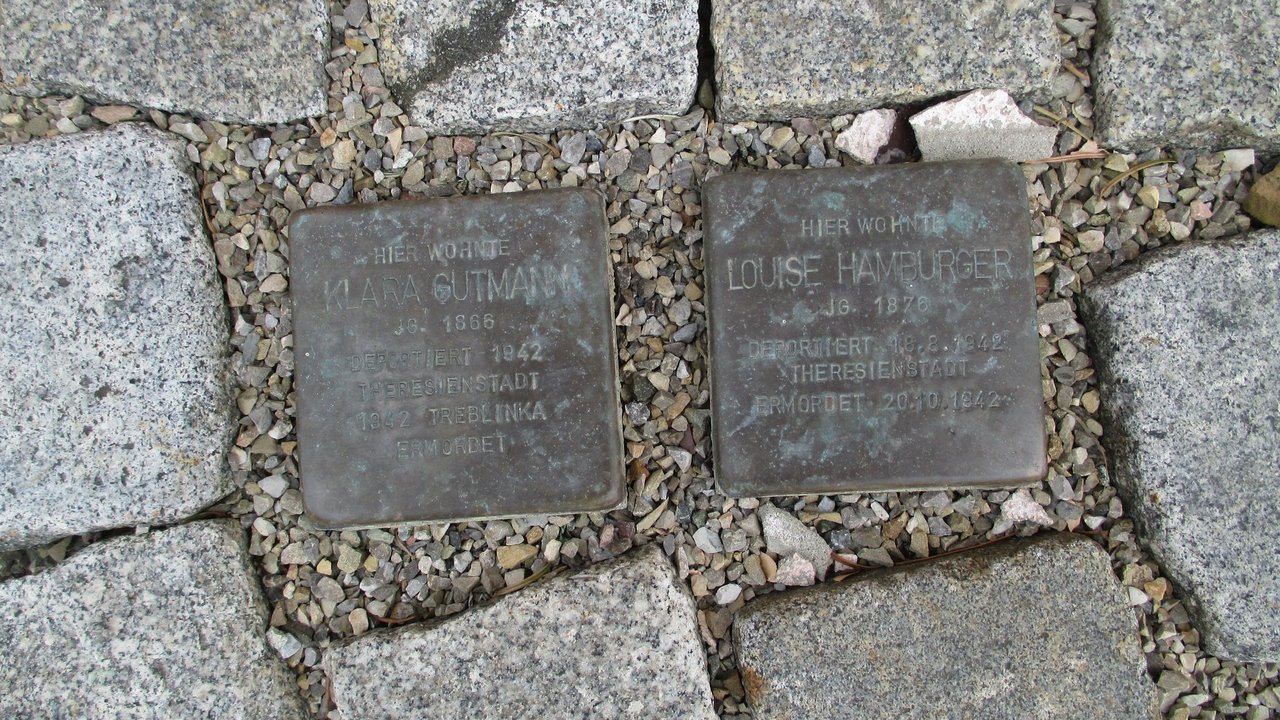 HIER WOHNTE
KLARA GUTMANN
JG. 1866
DEPORTIERT 1942
THERESIENSTADT
1942 TREBLINKA
ERMORDET
HIER WOHNTE
LOUISE HAMBURGER
JG. 1876
DEPORTIERT 18.8.1942
THERESIENSTADT
ERMORDET 20.10.1942